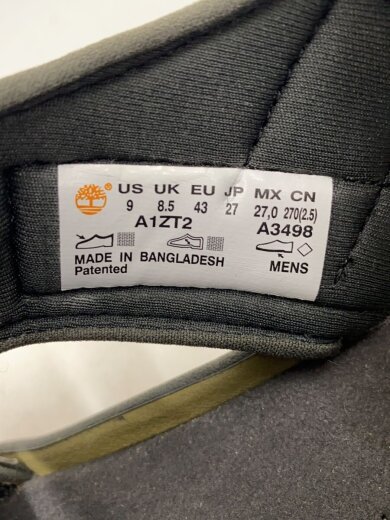 ® US UK EU JP MX CN
9 8.5 43 27 27,0 270(2.5)
A1ZT2 A3498
MADE IN BANGLADESH MENS
Patented